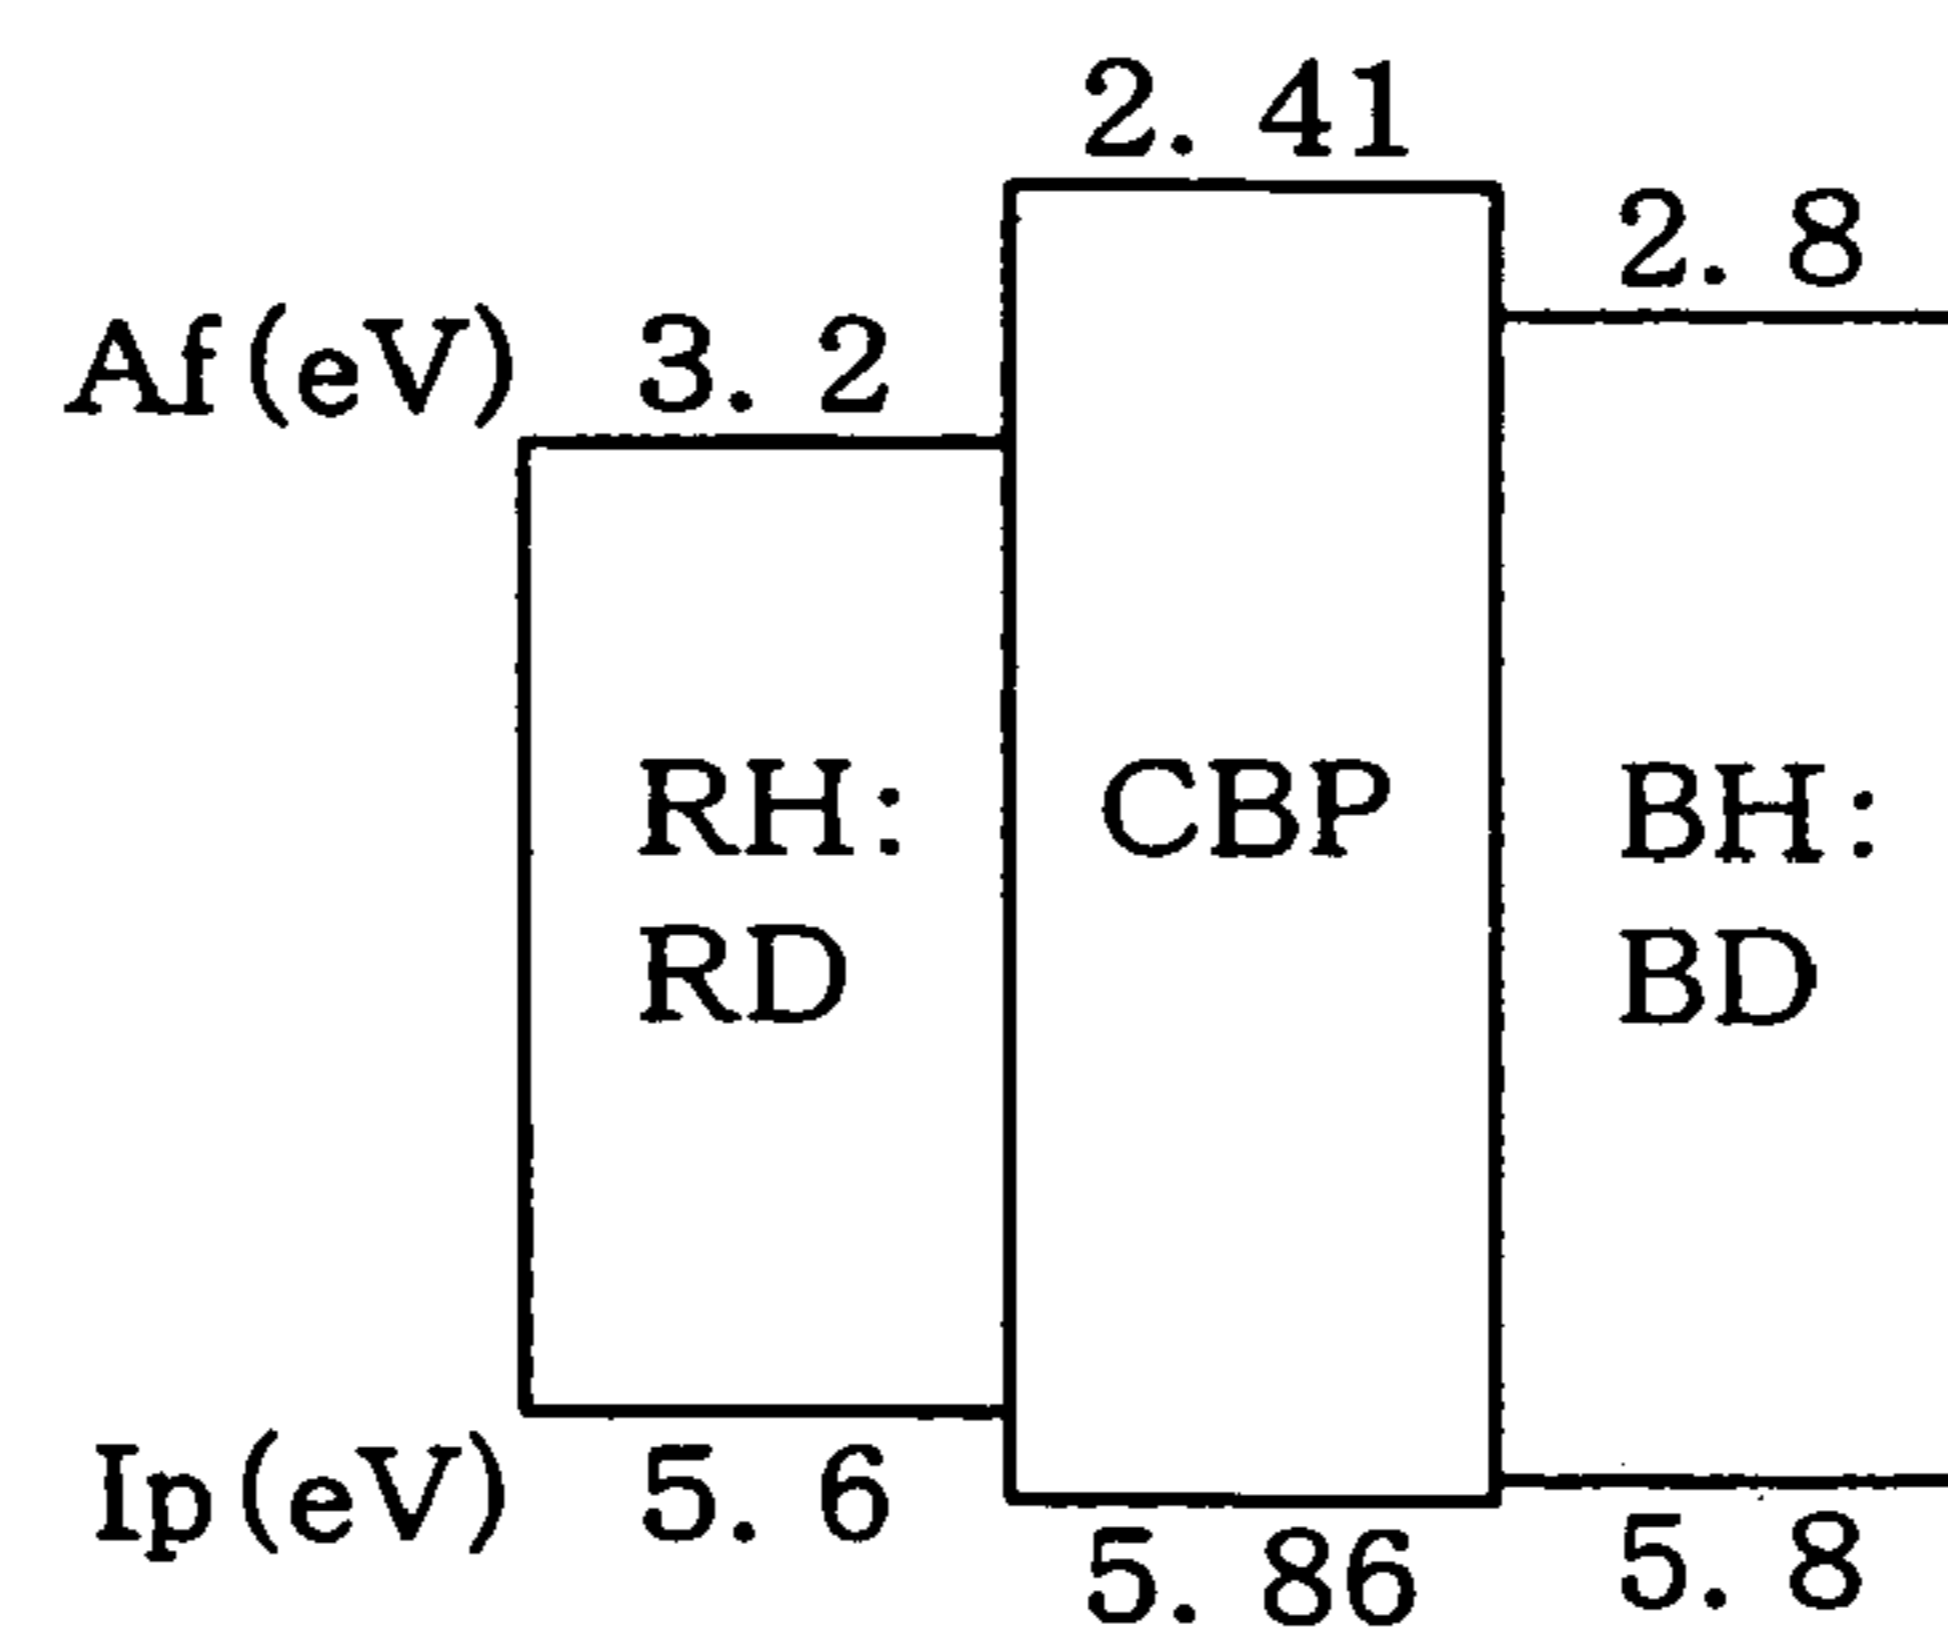 2. 41
2. 8
Af(eV) 3. 2
RH:
RD
CBP
BH:
BD
Ip(eV) 5. 6
5. 86
5. 8